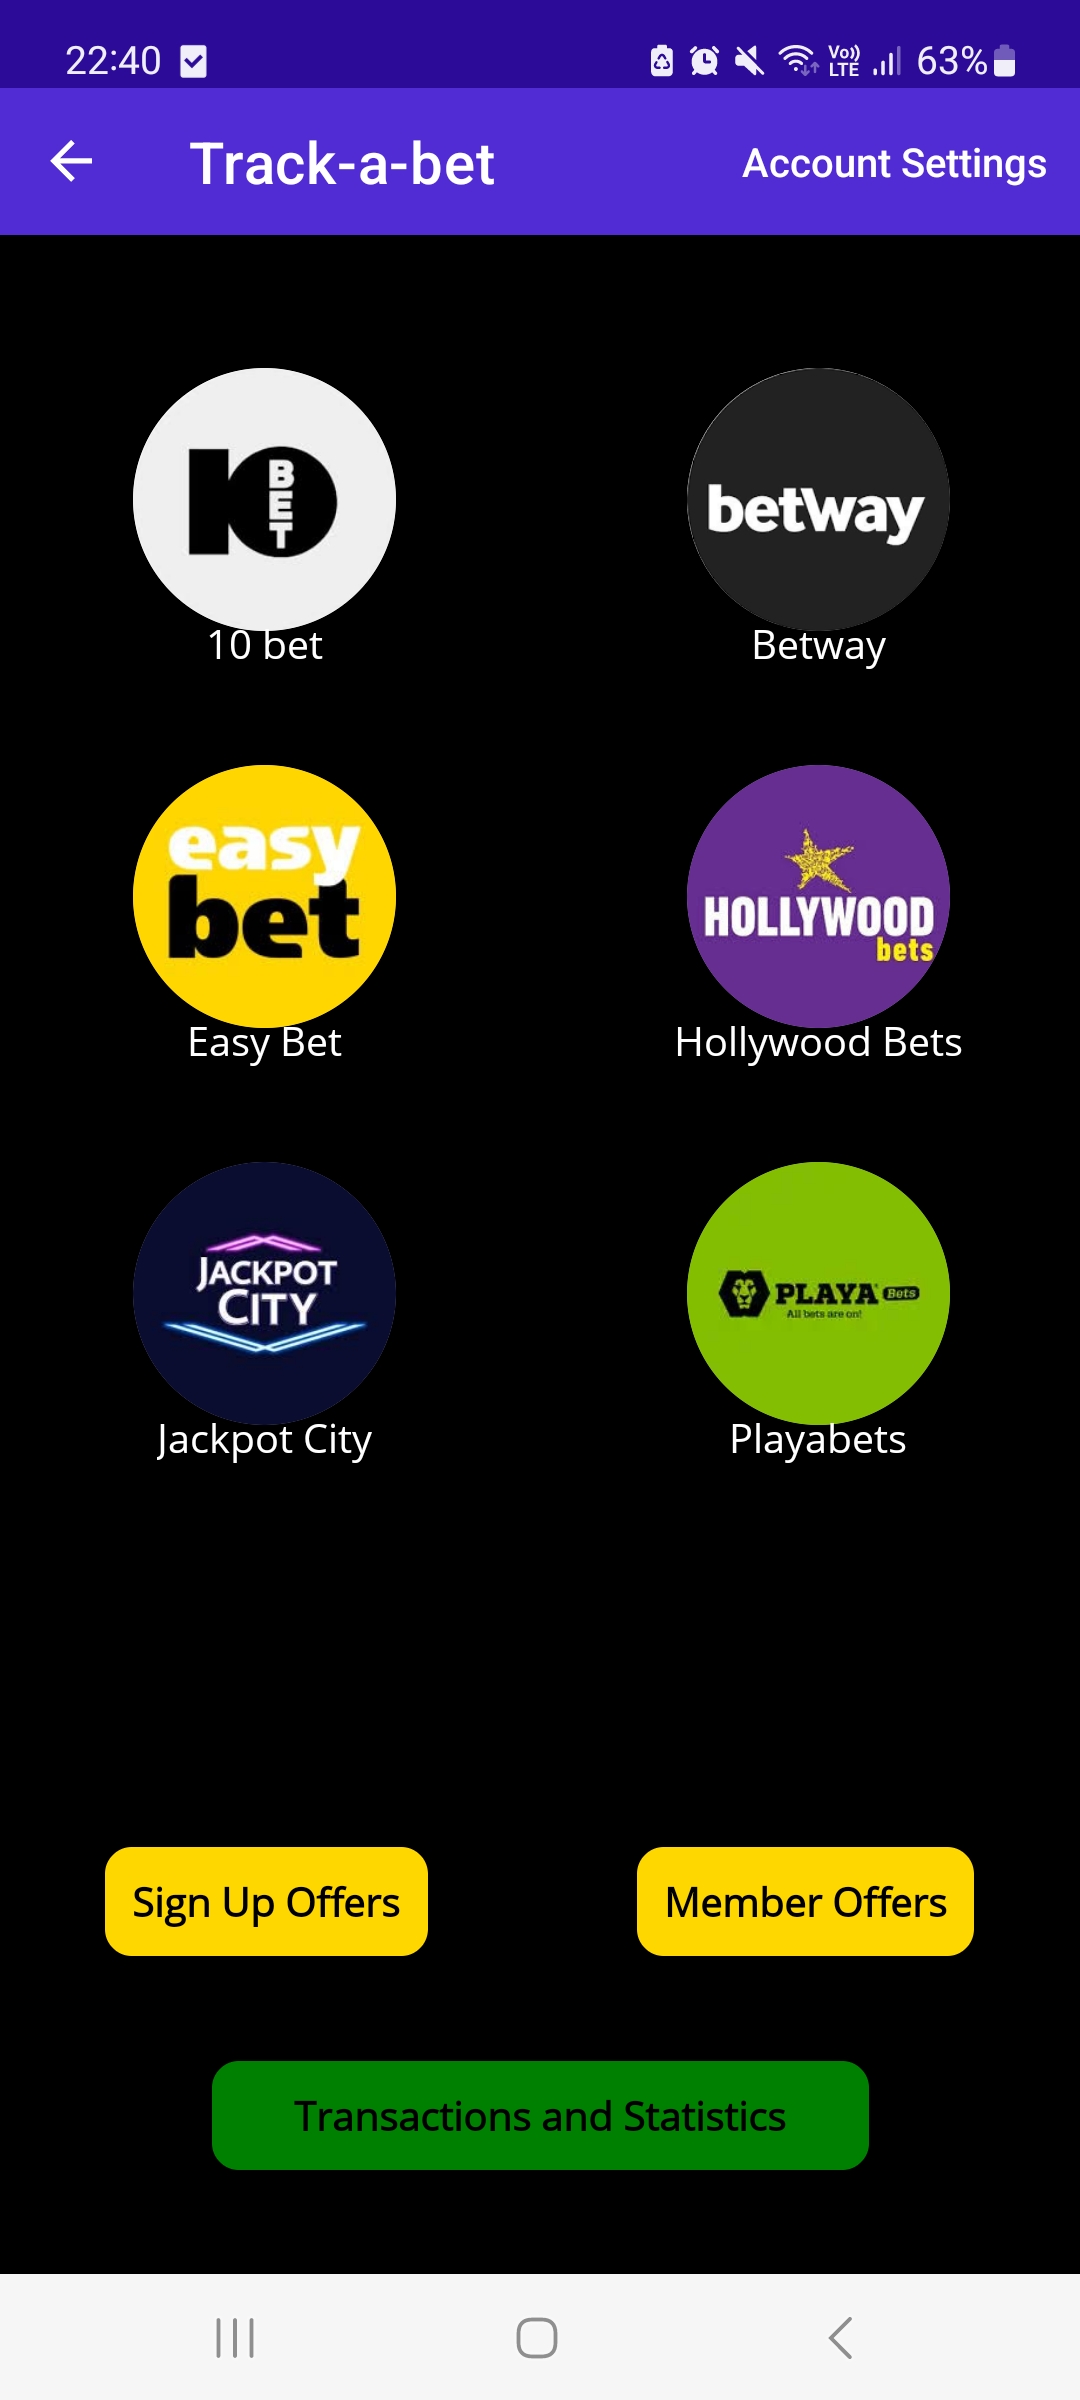 22:40
Vo)) LTE 63%
Track-a-bet
Account Settings
10 BET
betway
10 bet
Betway
easy
bet
HOLLYWOOD
bets
Easy Bet
Hollywood Bets
JACKPOT
CITY
PLAYA Bets
All bets are on!
Jackpot City
Playabets
Sign Up Offers
Member Offers
Transactions and Statistics